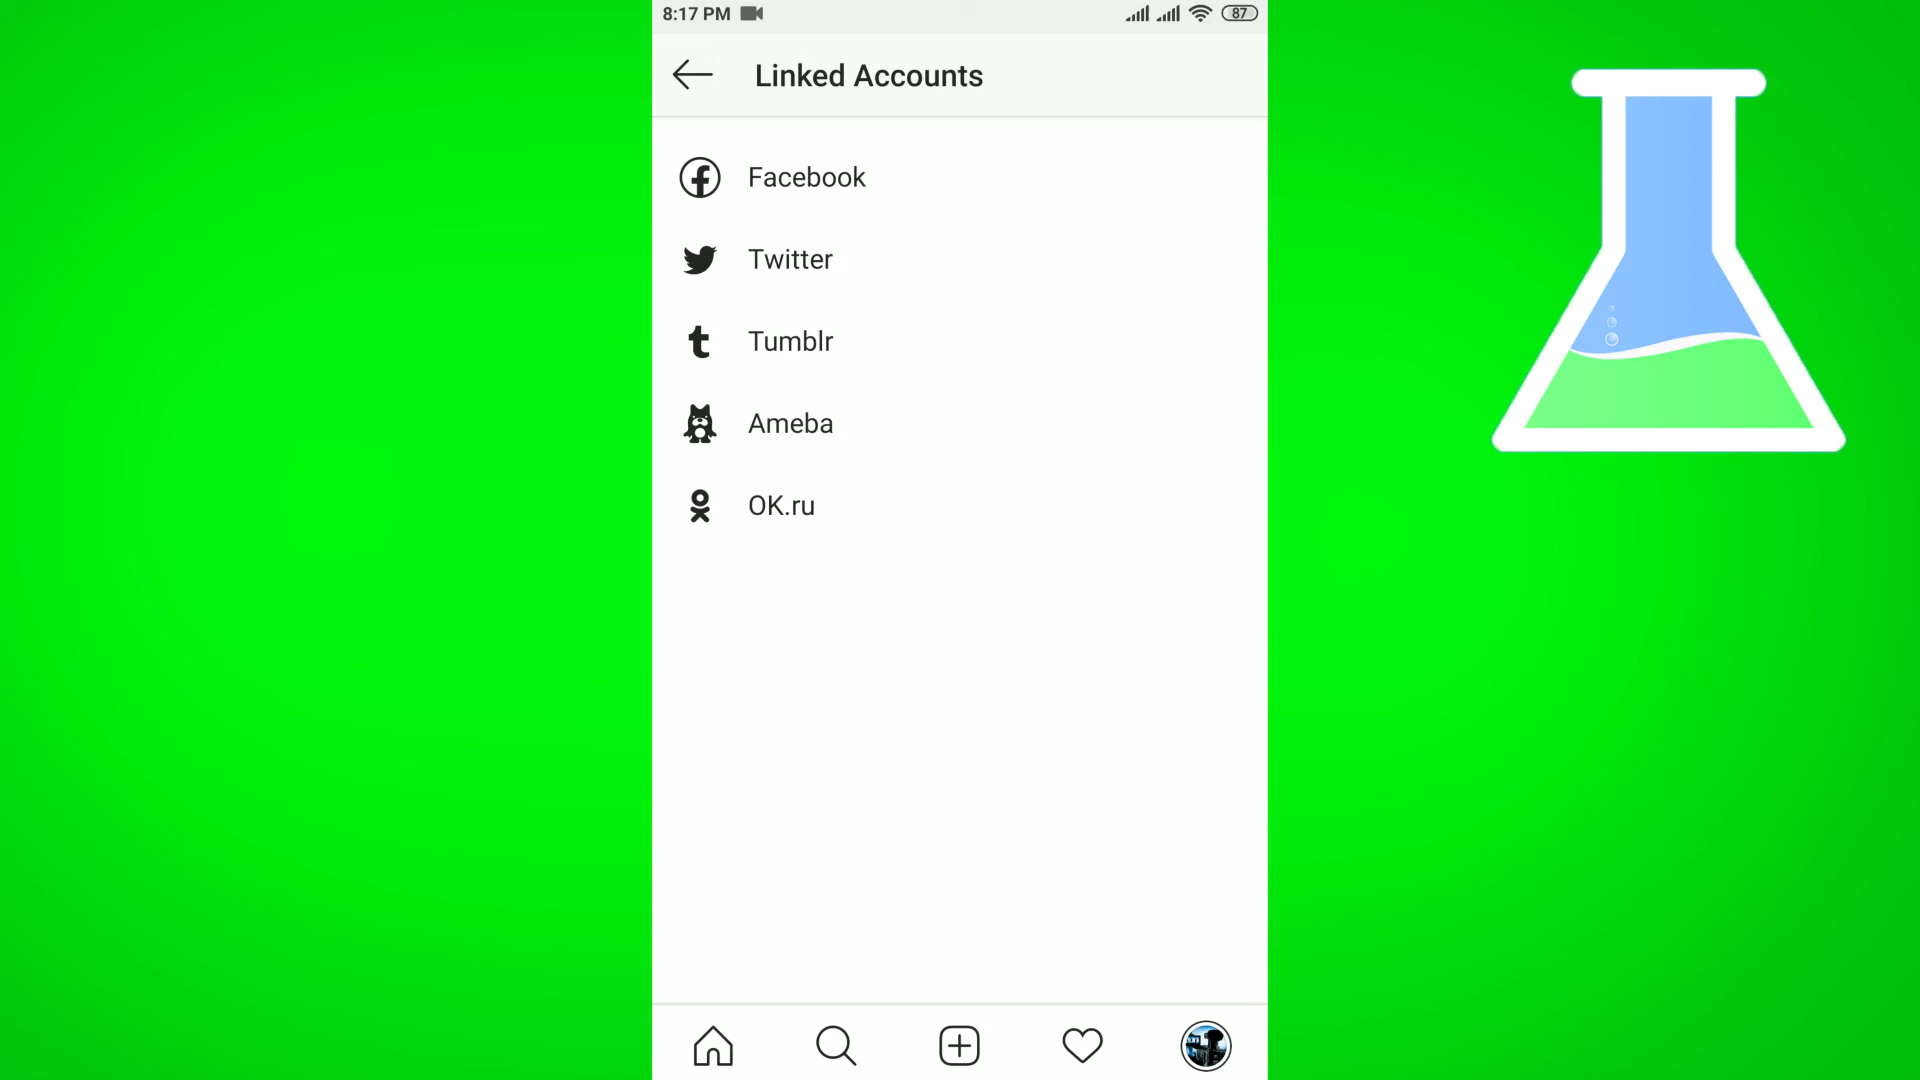 8:17 PM
87
Linked Accounts
Facebook
Twitter
Tumblr
Ameba
OK.ru